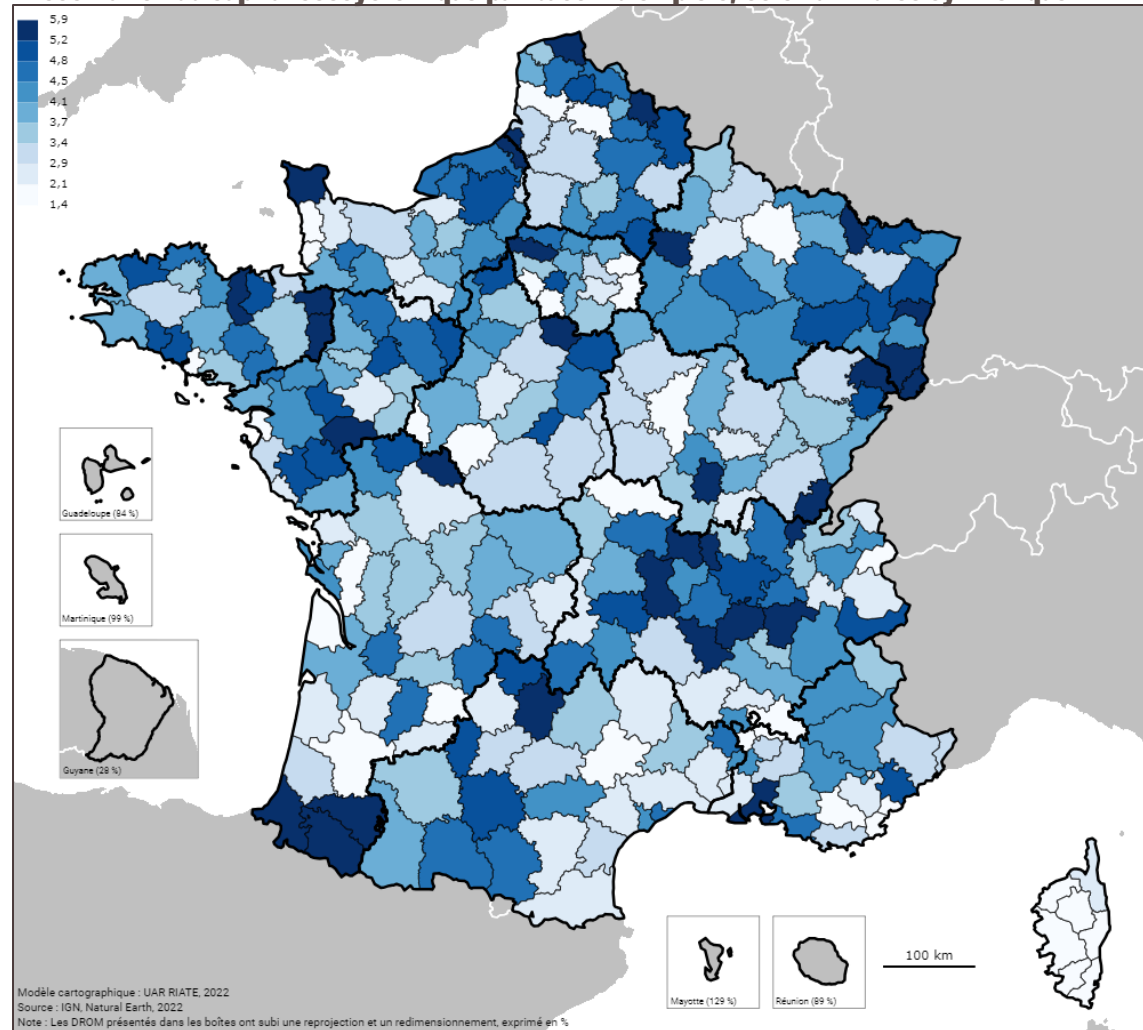 5,9
5,2
4,8
4,5
4,1
3,7
3,4
2,9
2,1
1,4
Guadeloupe (84 %)
Martinique (99 %)
Guyane (28 %)
Mayotte (129 %)
Réunion (89 %)
100 km
Modèle cartographique : UAR RIATE, 2022
Source : IGN, Natural Earth, 2022
Note : Les DROM présentés dans les boîtes ont subi une reprojection et un redimensionnement, exprimé en %